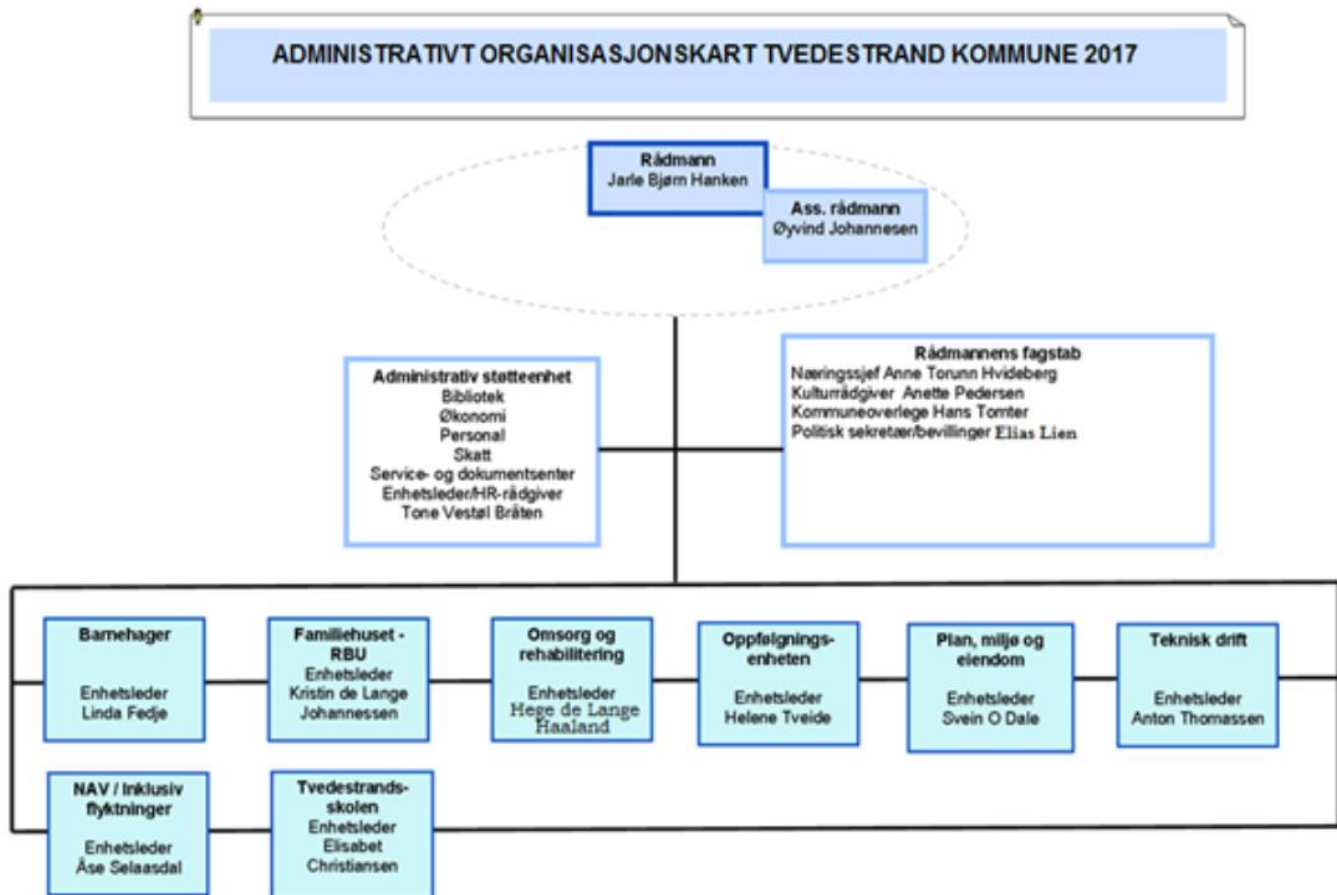 ADMINISTRATIVT ORGANISASJONSKART TVEDESTRAND KOMMUNE 2017
Rådmann
Jarle Bjørn Hanken
Ass. rådmann
Øyvind Johannesen
Administrativ støtteenhet
Bibliotek
Økonomi
Personal
Skatt
Service- og dokumentsenter
Enhetsleder/HR-rådgiver
Tone Vestøl Bråten
Rådmannens fagstab
Næringssjef Anne Torunn Hvideberg
Kulturrådgiver Anette Pedersen
Kommuneoverlege Hans Tomter
Politisk sekretær/bevillinger Elias Lien
Barnehager
Enhetsleder
Linda Fedje
Familiehuset -
RBU
Enhetsleder
Kristin de Lange
Johannessen
Omsorg og
rehabilitering
Enhetsleder
Hege de Lange
Haaland
Oppfølgnings-
enheten
Enhetsleder
Helene Tveide
Plan, miljø og
eiendom
Enhetsleder
Svein O Dale
Teknisk drift
Enhetsleder
Anton Thomassen
NAV / Inklusiv
flyktninger
Enhetsleder
Åse Selaasdal
Tvedestrands-
skolen
Enhetsleder
Elisabet
Christiansen